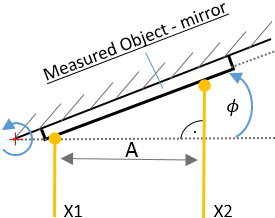 Measured Object - mirror
ϕ
A
X1
X2